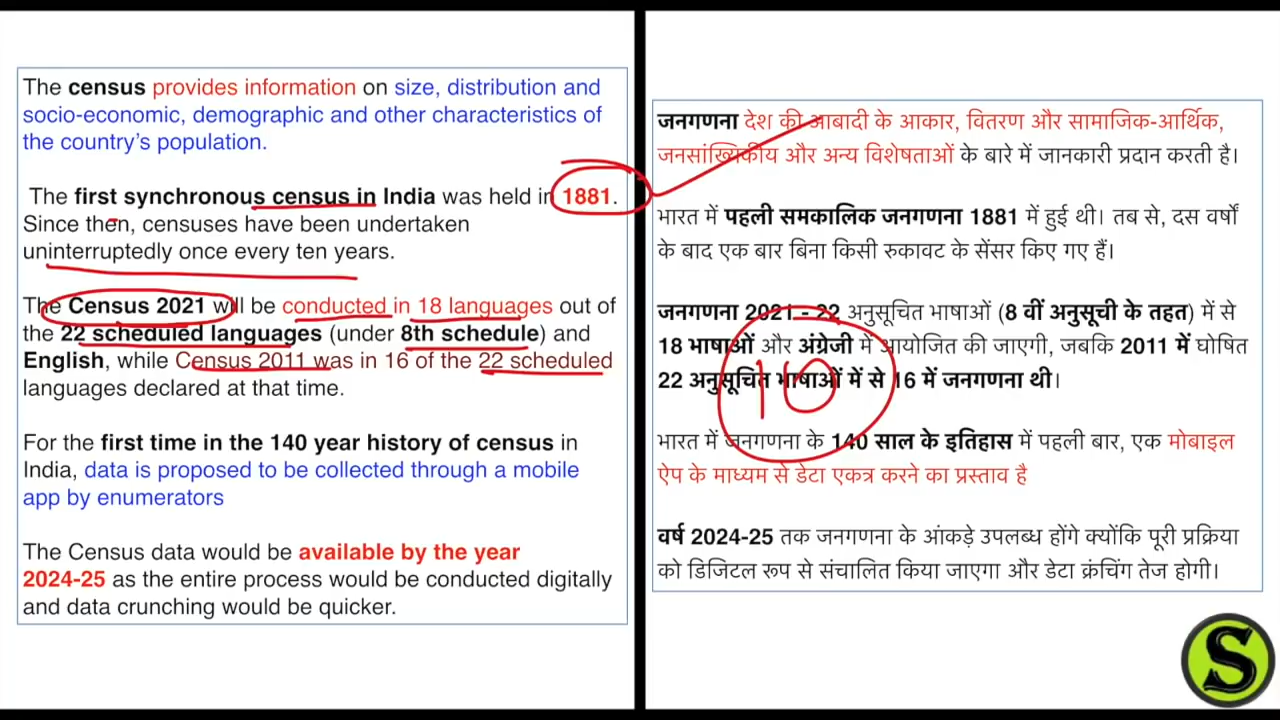 The census provides information on size, distribution and
socio-economic, demographic and other characteristics of
the country's population.
The first synchronous census in India was held in 1881.
Since then, censuses have been undertaken
uninterruptedly once every ten years.
The Census 2021 will be conducted in 18 languages out of
the 22 scheduled languages (under 8th schedule) and
English, while Census 2011 was in 16 of the 22 scheduled
languages declared at that time.
For the first time in the 140 year history of census in
India, data is proposed to be collected through a mobile
app by enumerators
The Census data would be available by the year
2024-25 as the entire process would be conducted digitally
and data crunching would be quicker.
जनगणना देश की आबादी के आकार, वितरण और सामाजिक-आर्थिक,
जनसांख्यिकीय और अन्य विशेषताओं के बारे में जानकारी प्रदान करती है।
भारत में पहली समकालिक जनगणना 1881 में हुई थी। तब से, दस वर्षों
के बाद एक बार बिना किसी रुकावट के सेंसर किए गए हैं।
जनगणना 2021 - 22 अनुसूचित भाषाओं (8 वीं अनुसूची के तहत) में से
18 भाषाओं और अंग्रेजी में आयोजित की जाएगी, जबकि 2011 में घोषित
22 अनुसूचित भाषाओं में से 16 में जनगणना थी।
10
भारत में जनगणना के 140 साल के इतिहास में पहली बार, एक मोबाइल
ऐप के माध्यम से डेटा एकत्र करने का प्रस्ताव है
वर्ष 2024-25 तक जनगणना के आंकड़े उपलब्ध होंगे क्योंकि पूरी प्रक्रिया
को डिजिटल रूप से संचालित किया जाएगा और डेटा क्रंचिंग तेज होगी।
S